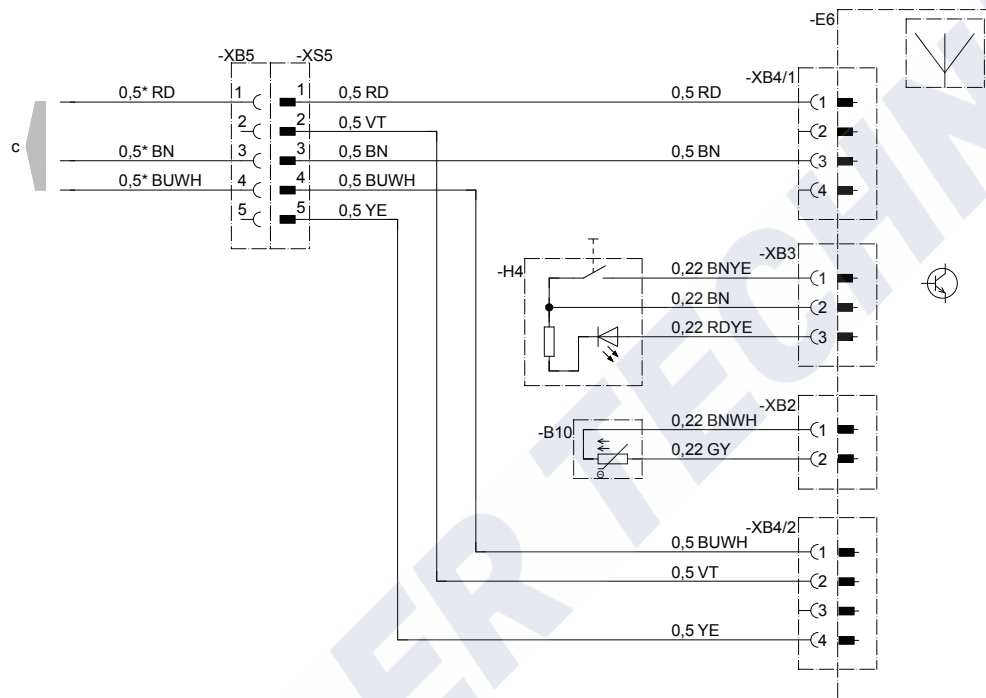 -E6
-XB5 -XS5
-XB4/1
0,5* RD 1 1 0,5 RD 0,5 RD 1
2 2 0,5 VT 2
c
0,5* BN 3 3 0,5 BN 0,5 BN 3
0,5* BUWH 4 4 0,5 BUWH 4
5 5 0,5 YE
-XB3
-H4 0,22 BNYE 1
0,22 BN 2
0,22 RDYE 3
-XB2
-B10 0,22 BNWH 1
0,22 GY 2
Θ
-XB4/2
0,5 BUWH 1
0,5 VT 2
3
0,5 YE 4
ER TECHN